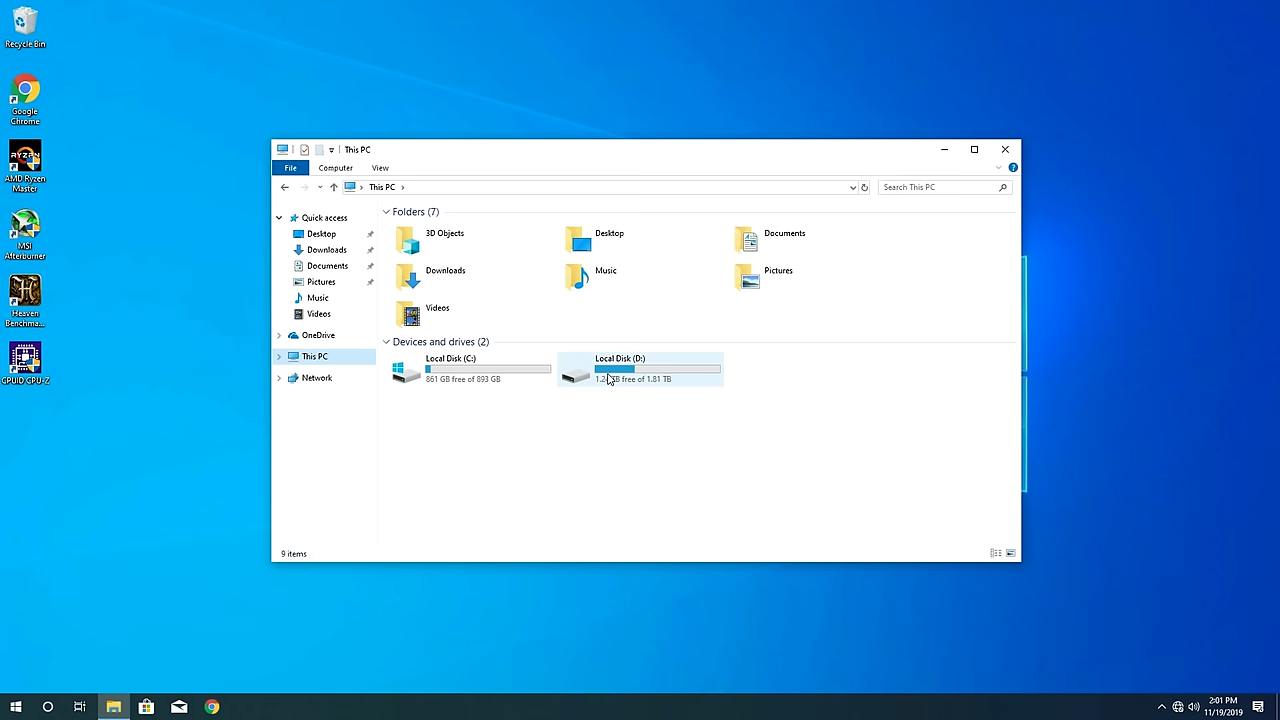 Recycle Bin
Google
Chrome
RYZEN
AMD Ryzen
Master
MSI
Afterburner
Heaven
Benchma...
CPUID CPU-Z
This PC
File
Computer
View
This PC
Search This PC
Quick access
Desktop
Downloads
Documents
Pictures
Music
Videos
OneDrive
This PC
Network
Folders (7)
3D Objects
Desktop
Documents
Downloads
Music
Pictures
Videos
Devices and drives (2)
Local Disk (C:)
861 GB free of 893 GB
Local Disk (D:)
free of 1.81 TB
9 items
2:01 PM
11/19/2019